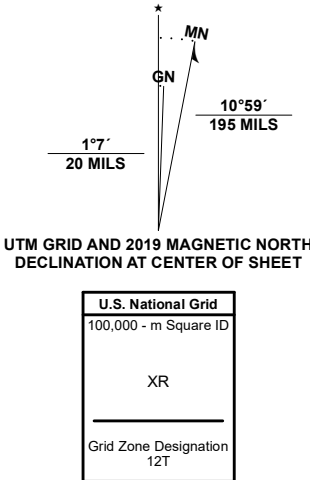 ★
MN
GN
10°59´
195 MILS
1°7´
20 MILS
UTM GRID AND 2019 MAGNETIC NORTH
DECLINATION AT CENTER OF SHEET
U.S. National Grid
100,000 - m Square ID
XR
Grid Zone Designation
12T